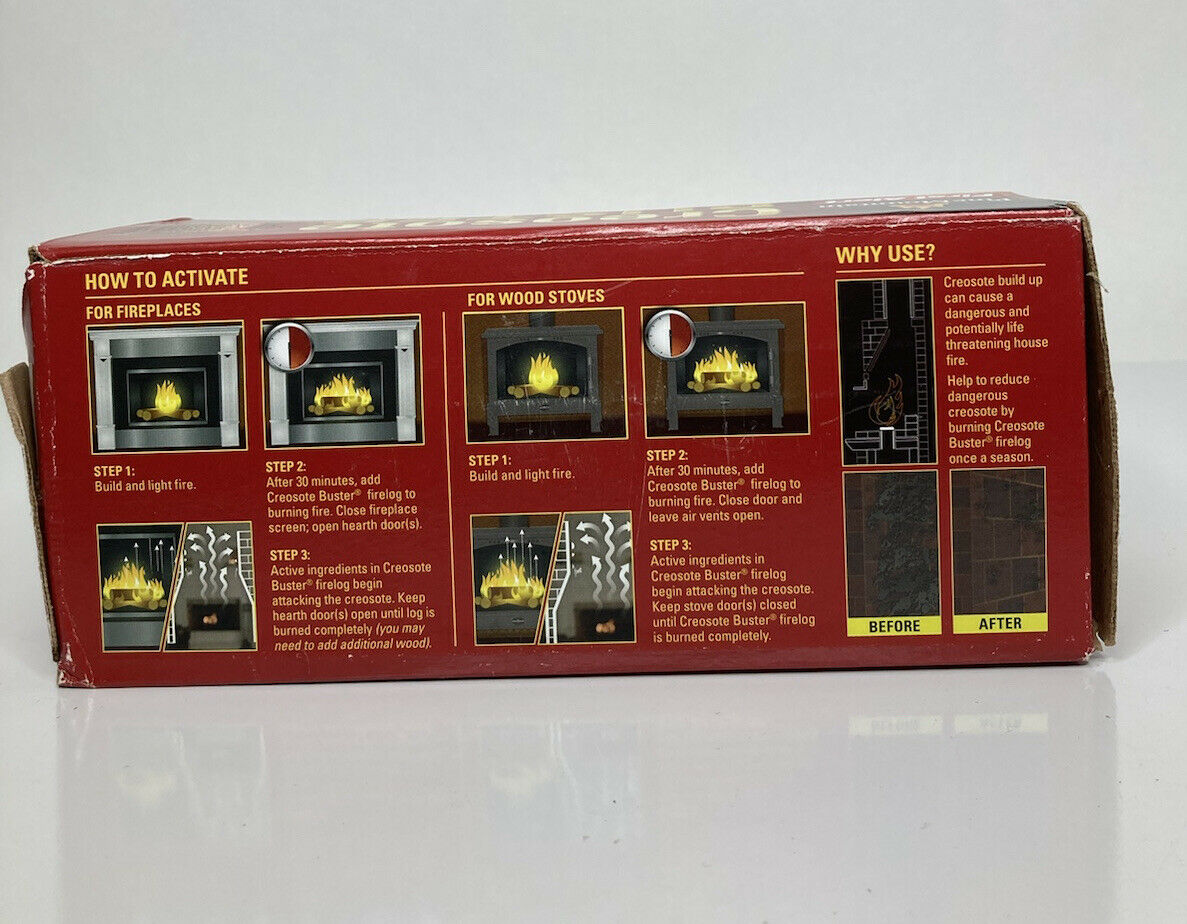 HOW TO ACTIVATE
FOR FIREPLACES
STEP 1:
Build and light fire.
STEP 2:
After 30 minutes, add
Creosote Buster® firelog to
burning fire. Close fireplace
screen; open hearth door(s).
STEP 3:
Active ingredients in Creosote
Buster® firelog begin
attacking the creosote. Keep
hearth door(s) open until log is
burned completely (you may
need to add additional wood).
FOR WOOD STOVES
STEP 1:
Build and light fire.
STEP 2:
After 30 minutes, add
Creosote Buster® firelog to
burning fire. Close door and
leave air vents open.
STEP 3:
Active ingredients in
Creosote Buster® firelog
begin attacking the creosote.
Keep stove door(s) closed
until Creosote Buster® firelog
is burned completely.
WHY USE?
Creosote build up
can cause a
dangerous and
potentially life
threatening house
fire.
Help to reduce
dangerous
creosote by
burning Creosote
Buster® firelog
once a season.
BEFORE
AFTER